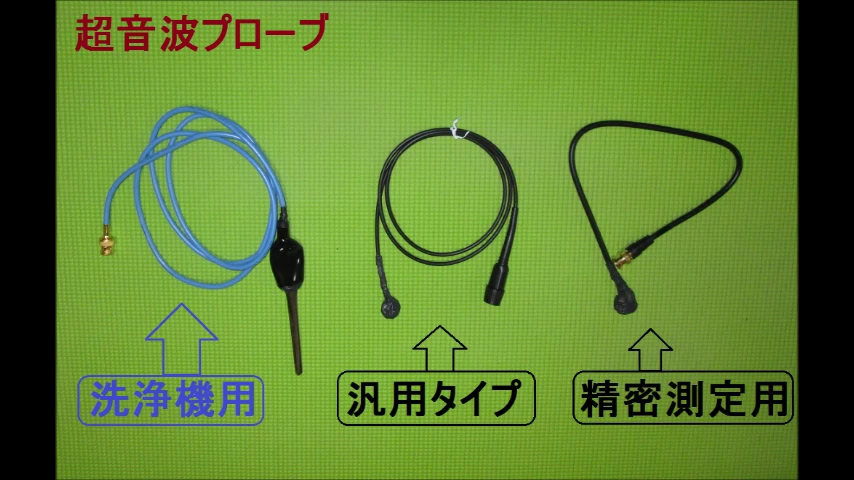 超音波プローブ
洗浄機用
汎用タイプ
精密測定用